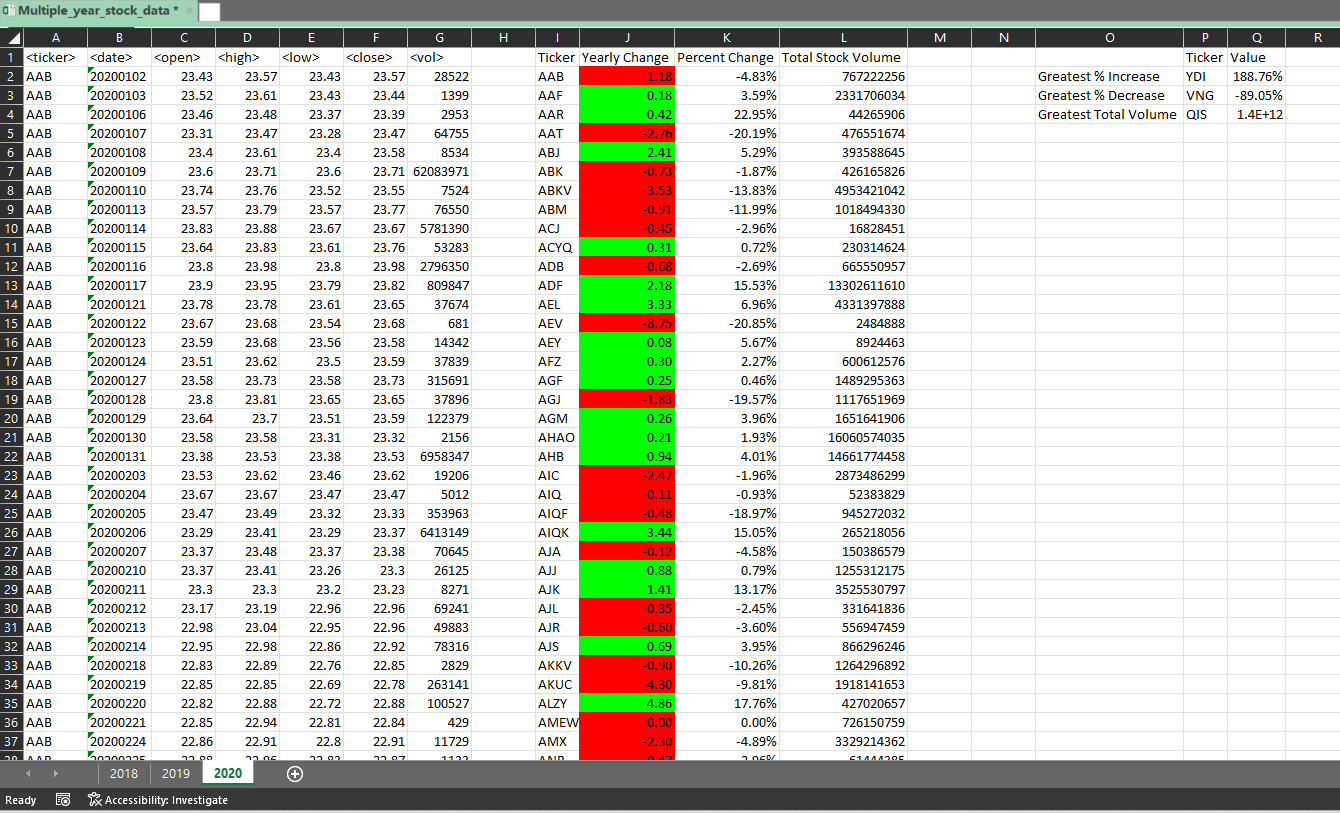 Multiple_year_stock_data *
A B C D E F G H I J K L M N O P Q R
1 <ticker> <date> <open> <high> <low> <close> <vol> Ticker Yearly Change Percent Change Total Stock Volume Ticker Value
2 AAB 20200102 23.43 23.57 23.43 23.57 28522 AAB -1.18 -4.83% 767222256 Greatest % Increase YDI 188.76%
3 AAB 20200103 23.52 23.61 23.43 23.44 1399 AAF 0.18 3.59% 2331706034 Greatest % Decrease VNG -89.05%
4 AAB 20200106 23.46 23.48 23.37 23.39 2953 AAR 0.42 22.95% 44265906 Greatest Total Volume QIS 1.4E+12
5 AAB 20200107 23.31 23.47 23.28 23.47 64755 AAT -2.76 -20.19% 476551674
6 AAB 20200108 23.4 23.61 23.4 23.58 8534 ABJ 2.41 5.29% 393588645
7 AAB 20200109 23.6 23.71 23.6 23.71 62083971 ABK -0.73 -1.87% 426165826
8 AAB 20200110 23.74 23.76 23.52 23.55 7524 ABKV -3.53 -13.83% 4953421042
9 AAB 20200113 23.57 23.79 23.57 23.77 76550 ABM -0.91 -11.99% 1018494330
10 AAB 20200114 23.83 23.88 23.67 23.67 5781390 ACJ -0.45 -2.96% 16828451
11 AAB 20200115 23.64 23.83 23.61 23.76 53283 ACYQ 0.31 0.72% 230314624
12 AAB 20200116 23.8 23.98 23.8 23.98 2796350 ADB -0.68 -2.69% 665550957
13 AAB 20200117 23.9 23.95 23.79 23.82 809847 ADF 2.18 15.53% 13302611610
14 AAB 20200121 23.78 23.78 23.61 23.65 37674 AEL 3.33 6.96% 4331397888
15 AAB 20200122 23.67 23.68 23.54 23.68 681 AEV -8.75 -20.85% 2484888
16 AAB 20200123 23.59 23.68 23.56 23.58 14342 AEY 0.08 5.67% 8924463
17 AAB 20200124 23.51 23.62 23.5 23.59 37839 AFZ 0.30 2.27% 600612576
18 AAB 20200127 23.58 23.73 23.58 23.73 315691 AGF 0.25 0.46% 1489295363
19 AAB 20200128 23.8 23.81 23.65 23.65 37896 AGJ -1.83 -19.57% 1117651969
20 AAB 20200129 23.64 23.7 23.51 23.59 122379 AGM 0.26 3.96% 1651641906
21 AAB 20200130 23.58 23.58 23.31 23.32 2156 AHAO 0.21 1.93% 16060574035
22 AAB 20200131 23.38 23.53 23.38 23.53 6958347 AHB 0.94 4.01% 14661774458
23 AAB 20200203 23.53 23.62 23.46 23.62 19206 AIC -2.47 -1.96% 2873486299
24 AAB 20200204 23.67 23.67 23.47 23.47 5012 AIQ -0.11 -0.93% 52383829
25 AAB 20200205 23.47 23.49 23.32 23.33 353963 AIQF -0.48 -18.97% 945272032
26 AAB 20200206 23.29 23.41 23.29 23.37 6413149 AIQK 3.44 15.05% 265218056
27 AAB 20200207 23.37 23.48 23.37 23.38 70645 AJA -0.12 -4.58% 150386579
28 AAB 20200210 23.37 23.41 23.26 23.3 26125 AJJ 0.88 0.79% 1255312175
29 AAB 20200211 23.3 23.3 23.2 23.23 8271 AJK 1.41 13.17% 3525530797
30 AAB 20200212 23.17 23.19 22.96 22.96 69241 AJL -0.35 -2.45% 331641836
31 AAB 20200213 22.98 23.04 22.95 22.96 49883 AJR -0.60 -3.60% 556947459
32 AAB 20200214 22.95 22.98 22.86 22.92 78316 AJS 0.69 3.95% 866296246
33 AAB 20200218 22.83 22.89 22.76 22.85 2829 AKKV -0.90 -10.26% 1264296892
34 AAB 20200219 22.85 22.85 22.69 22.78 263141 AKUC -4.30 -9.81% 1918141653
35 AAB 20200220 22.82 22.88 22.72 22.88 100527 ALZY 4.86 17.76% 427020657
36 AAB 20200221 22.85 22.94 22.81 22.84 429 AMEW 0.00 0.00% 726150759
37 AAB 20200224 22.86 22.91 22.8 22.91 11729 AMX -2.30 -4.89% 3329214362
2018 2019 2020
Ready Accessibility: Investigate